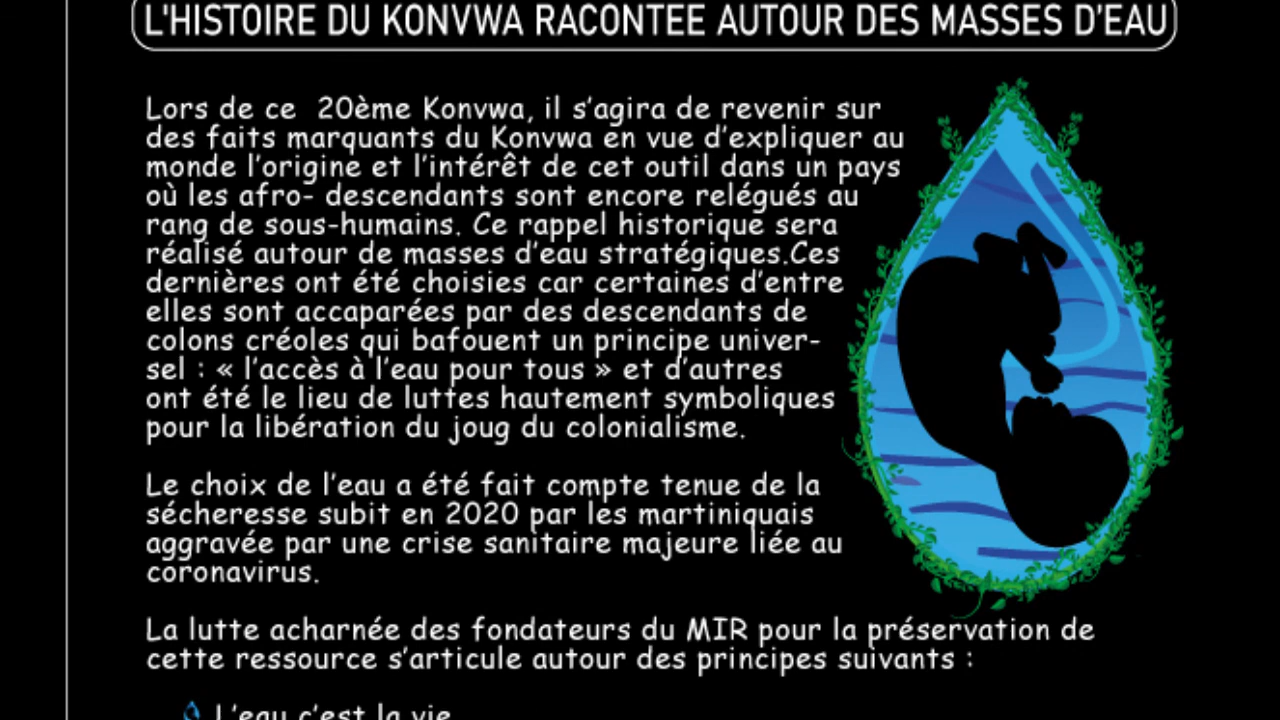 L'HISTOIRE DU KONVWA RACONTEE AUTOUR DES MASSES D'EAU
Lors de ce 20ème Konvwa, il s'agira de revenir sur
des faits marquants du Konvwa en vue d'expliquer au
monde l'origine et l'intérêt de cet outil dans un pays
où les afro- descendants sont encore relégués au
rang de sous-humains. Ce rappel historique sera
réalisé autour de masses d'eau stratégiques.Ces
dernières ont été choisies car certaines d'entre
elles sont accaparées par des descendants de
colons créoles qui bafouent un principe univer-
sel : « l'accès à l'eau pour tous » et d'autres
ont été le lieu de luttes hautement symboliques
pour la libération du joug du colonialisme.
Le choix de l'eau a été fait compte tenue de la
sécheresse subit en 2020 par les martiniquais
aggravée par une crise sanitaire majeure liée au
coronavirus.
La lutte acharnée des fondateurs du MIR pour la préservation de
cette ressource s'articule autour des principes suivants :
L'eau c'est la vie